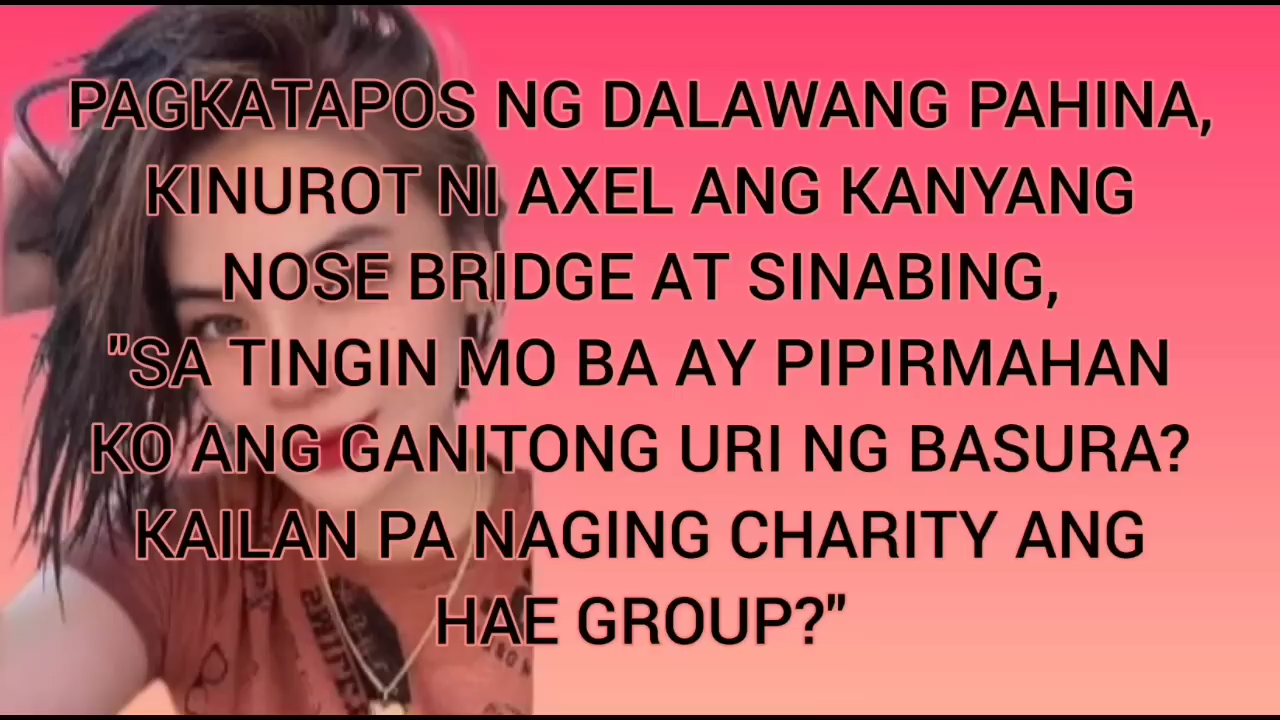 PAGKATAPOS NG DALAWANG PAHINA,
KINUROT NI AXEL ANG KANYANG
NOSE BRIDGE AT SINABING,
"SA TINGIN MO BA AY PIPIRMAHAN
KO ANG GANITONG URI NG BASURA?
KAILAN PA NAGING CHARITY ANG
HAE GROUP?"